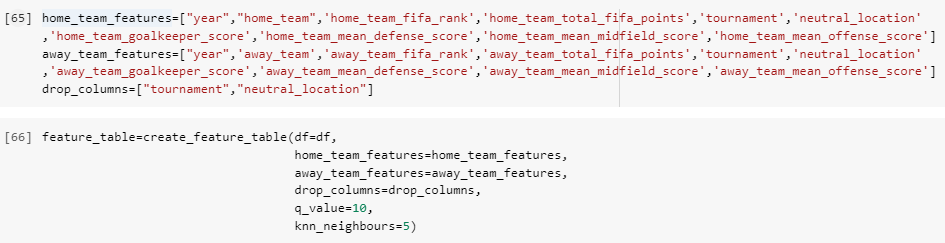 [65] home_team_features=["year","home_team",'home_team_fifa_rank','home_team_total_fifa_points','tournament','neutral_location'
,'home_team_goalkeeper_score','home_team_mean_defense_score','home_team_mean_midfield_score','home_team_mean_offense_score']
away_team_features=["year",'away_team','away_team_fifa_rank','away_team_total_fifa_points','tournament','neutral_location'
,'away_team_goalkeeper_score','away_team_mean_defense_score','away_team_mean_midfield_score','away_team_mean_offense_score']
drop_columns=["tournament","neutral_location"]
[66] feature_table=create_feature_table(df=df,
home_team_features=home_team_features,
away_team_features=away_team_features,
drop_columns=drop_columns,
q_value=10,
knn_neighbours=5)